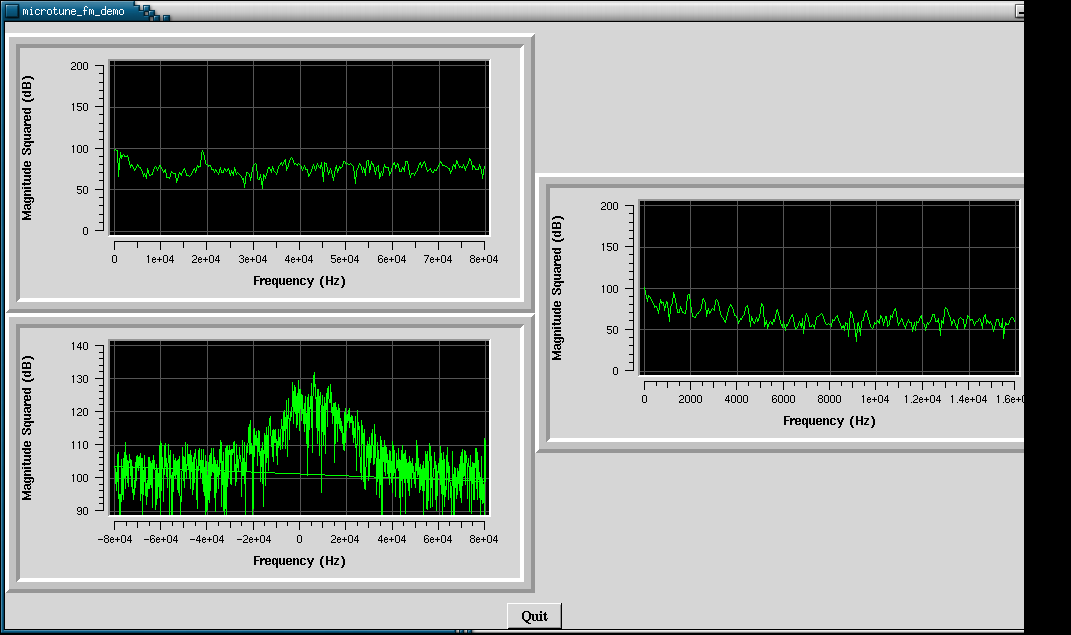 microtune_fm_demo
Magnitude Squared (dB)
200
150
100
50
0
0 1e+04 2e+04 3e+04 4e+04 5e+04 6e+04 7e+04 8e+04
Frequency (Hz)
Magnitude Squared (dB)
200
150
100
50
0
0 2000 4000 6000 8000 1e+04 1.2e+04 1.4e+04 1.6e+0
Frequency (Hz)
Magnitude Squared (dB)
140
130
120
110
100
90
-8e+04 -6e+04 -4e+04 -2e+04 0 2e+04 4e+04 6e+04 8e+04
Frequency (Hz)
Quit